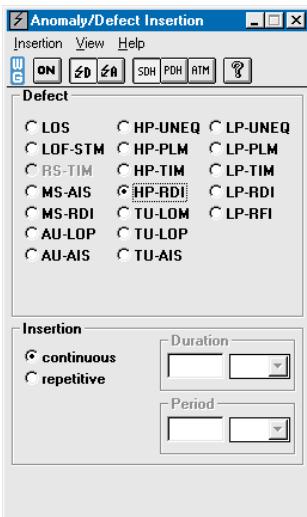 Anomaly/Defect Insertion
Insertion View Help
W G ON D A SDH PDH ATM ?
Defect
LOS HP-UNEQ LP-UNEQ
LOF-STM HP-PLM LP-PLM
RS-TIM HP-TIM LP-TIM
MS-AIS HP-RDI LP-RDI
MS-RDI TU-LOM LP-RFI
AU-LOP TU-LOP
AU-AIS TU-AIS
Insertion
continuous
repetitive
Duration
Period